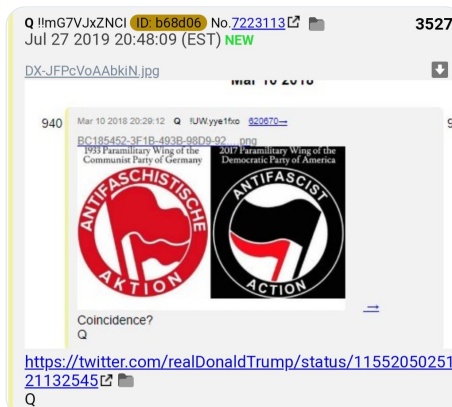 Q !!mG7VJxZNCI ID: b68d06 No.7223113 3527
Jul 27 2019 20:48:09 (EST) NEW
DX-JFPcVoAAbkiN.jpg
Mar 10 2018
940
Mar 10 2018 20:29:12 Q !UW.yye1fxo 620670→
BC185452-3F1B-493B-98D9-92... .png
1933 Paramilitary Wing of the
Communist Party of Germany
ANTIFASCHISTISCHE
AKTION
2017 Paramilitary Wing of the
Democratic Party of America
ANTIFASCIST
ACTION
→
Coincidence?
Q
https://twitter.com/realDonaldTrump/status/11552050251
21132545
Q